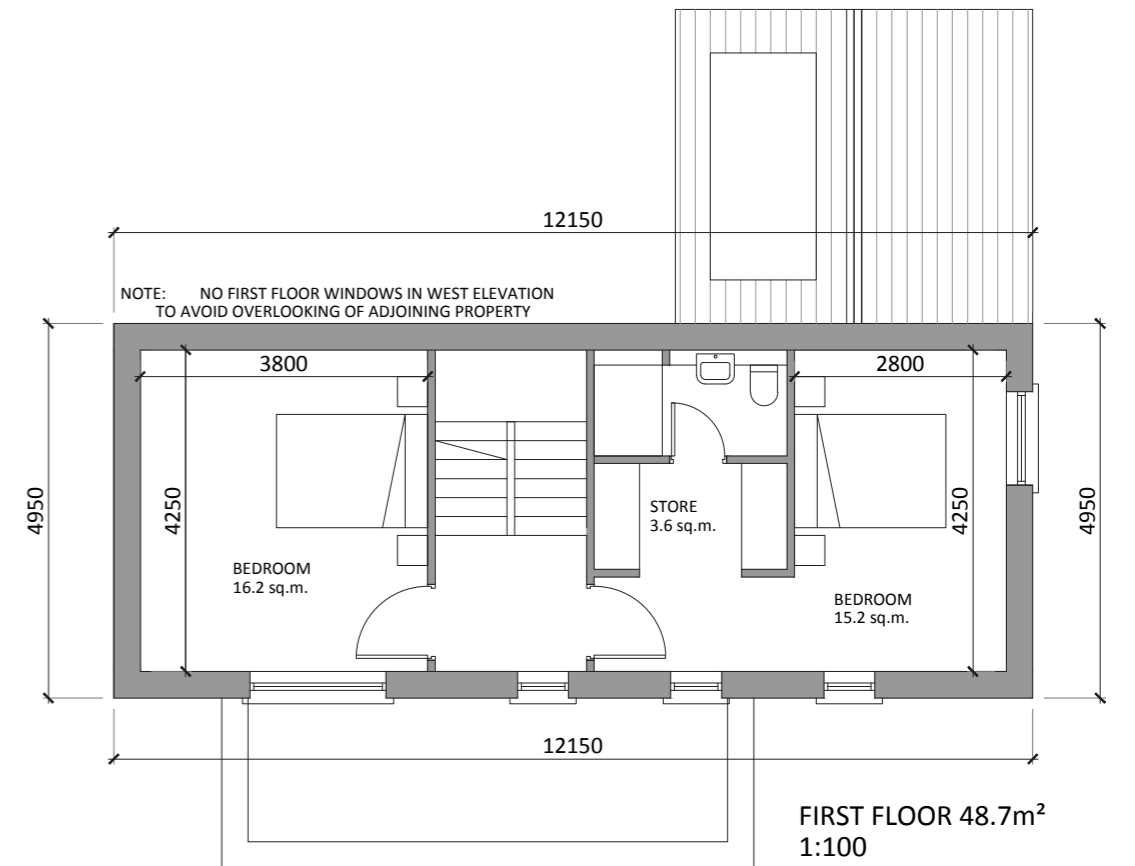 12150
NOTE: NO FIRST FLOOR WINDOWS IN WEST ELEVATION
TO AVOID OVERLOOKING OF ADJOINING PROPERTY
3800
2800
4950
4250
4250
4950
STORE
3.6 sq.m.
BEDROOM
16.2 sq.m.
BEDROOM
15.2 sq.m.
12150
FIRST FLOOR 48.7m²
1:100